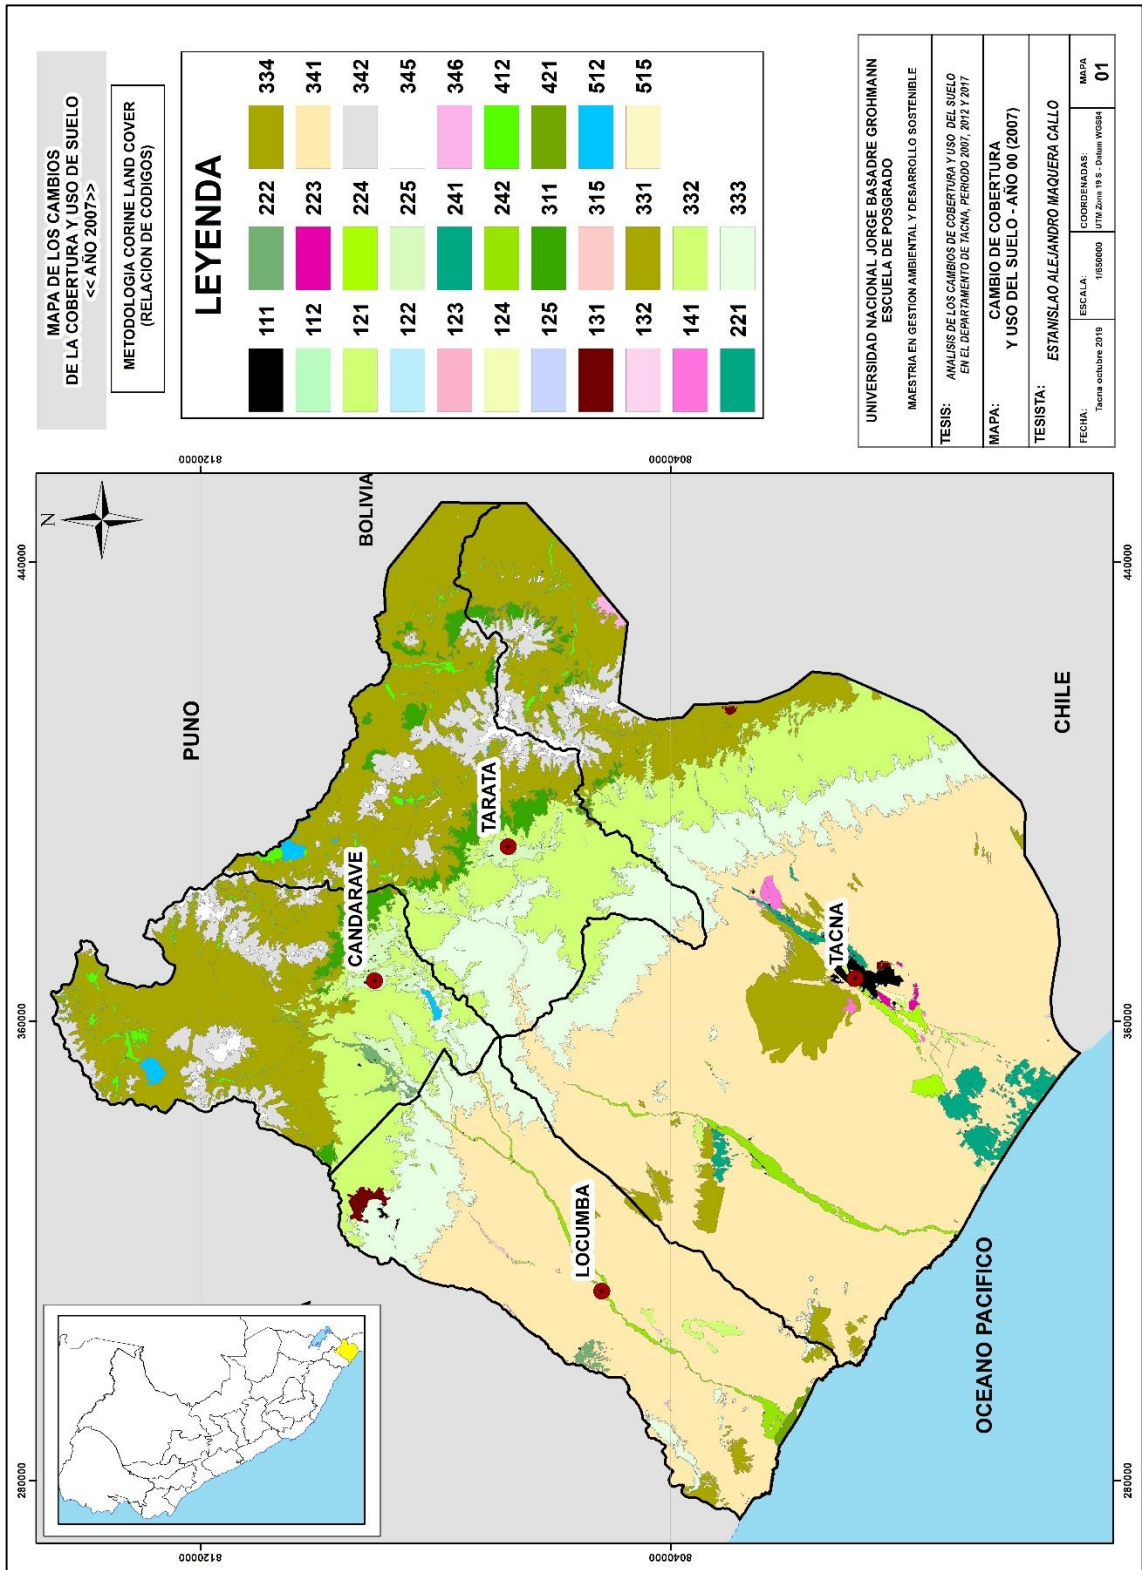 MAPA DE LOS CAMBIOS
DE LA COBERTURA Y USO DE SUELO
<< AÑO 2007>>
METODOLOGIA CORINE LAND COVER
(RELACION DE CODIGOS)
LEYENDA
111
112
121
122
123
124
125
131
132
141
221
222
223
224
225
241
242
311
315
331
332
333
334
341
342
345
346
412
421
512
515
UNIVERSIDAD NACIONAL JORGE BASADRE GROHMANN
ESCUELA DE POSGRADO
MAESTRIA EN GESTION AMBIENTAL Y DESARROLLO SOSTENIBLE
TESIS: ANALISIS DE LOS CAMBIOS DE COBERTURA Y USO DEL SUELO
EN EL DEPARTAMENTO DE TACNA, PERIODO 2007, 2012 Y 2017
MAPA: CAMBIO DE COBERTURA
Y USO DEL SUELO - AÑO 00 (2007)
TESISTA: ESTANISLAO ALEJANDRO MAQUERA CALLO
FECHA: Tacna octubre 2019
ESCALA: 1/650000
COORDENADAS: UTM Zona 19 S - Datum WGS84
MAPA 01
N
PUNO
BOLIVIA
CHILE
OCEANO PACIFICO
CANDARAVE
TARATA
LOCUMBA
TACNA
280000
360000
440000
280000
360000
440000
8120000
8040000
8120000
8040000